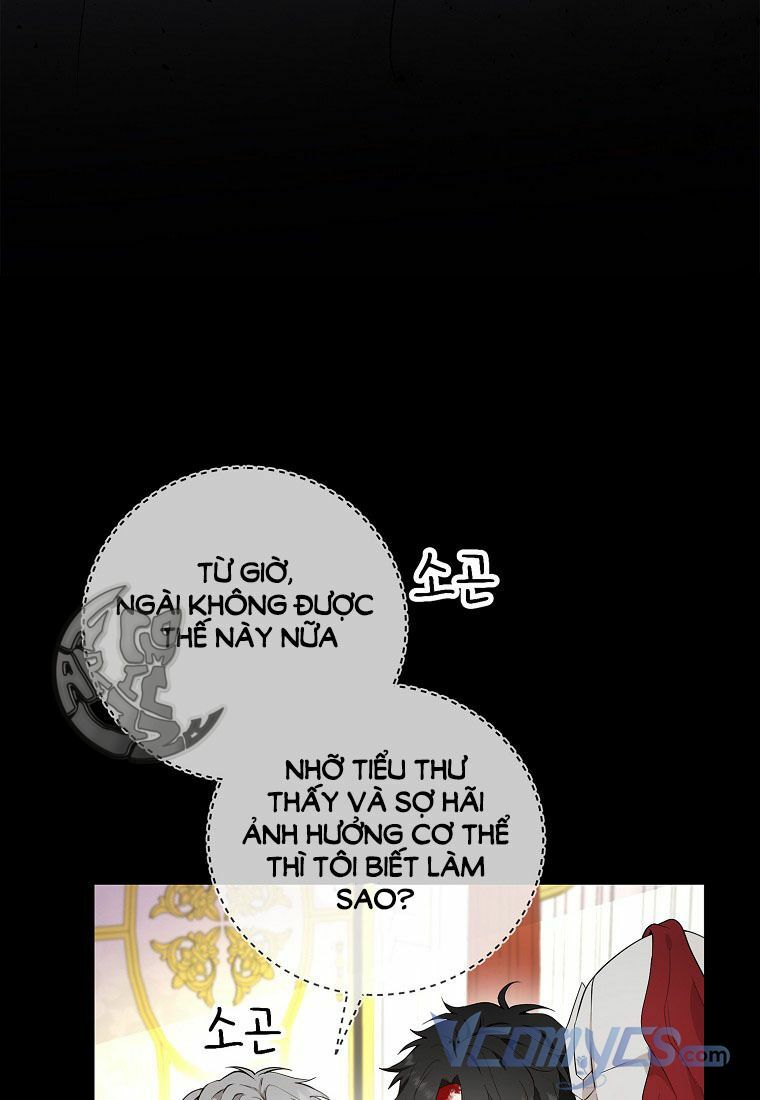 TỪ GIỜ,
NGÀI KHÔNG ĐƯỢC
THẾ NÀY NỮA
소곤
NHỠ TIỂU THƯ
THẤY VÀ SỢ HÃI
ẢNH HƯỞNG CƠ THỂ
THÌ TÔI BIẾT LÀM
SAO?
소곤
VCOMYCS.com